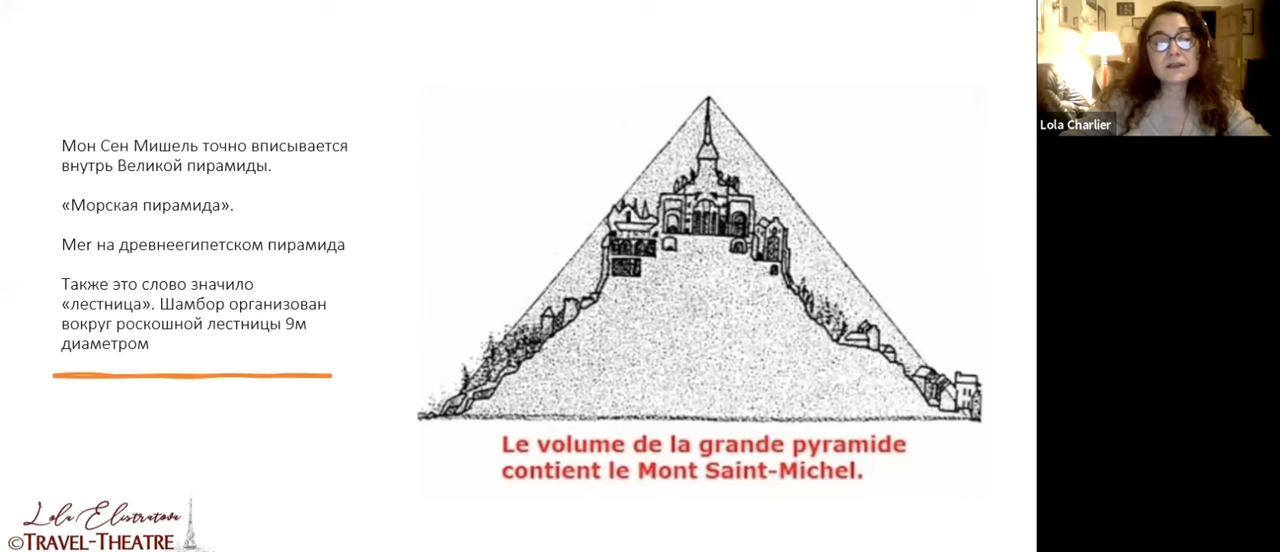 Мон Сен Мишель точно вписывается
внутрь Великой пирамиды.
«Морская пирамида».
Mer на древнеегипетском пирамида
Также это слово значило
«лестница». Шамбор организован
вокруг роскошной лестницы 9м
диаметром
Le volume de la grande pyramide
contient le Mont Saint-Michel.
Lola Charlier
Lola Elistratova
©TRAVEL-THEATRE